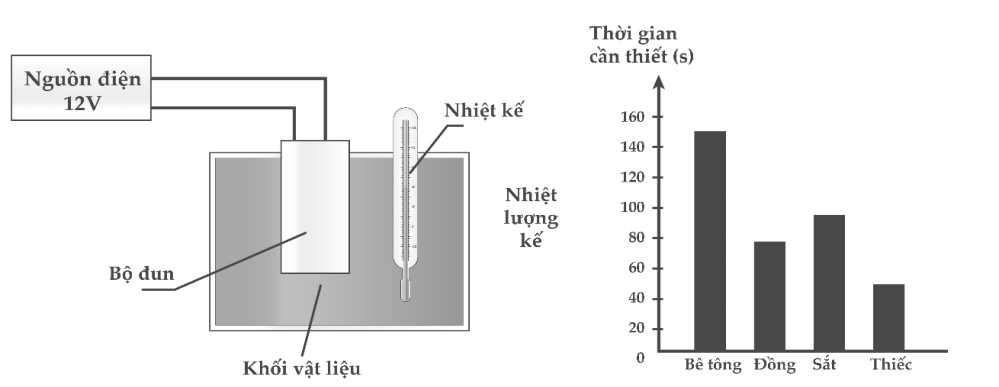 Nguồn điện
12V
Nhiệt kế
Nhiệt
lượng
kế
Bộ đun
Khối vật liệu
Thời gian
cần thiết (s)
160
140
120
100
80
60
40
20
0
Bê tông Đồng Sắt Thiếc